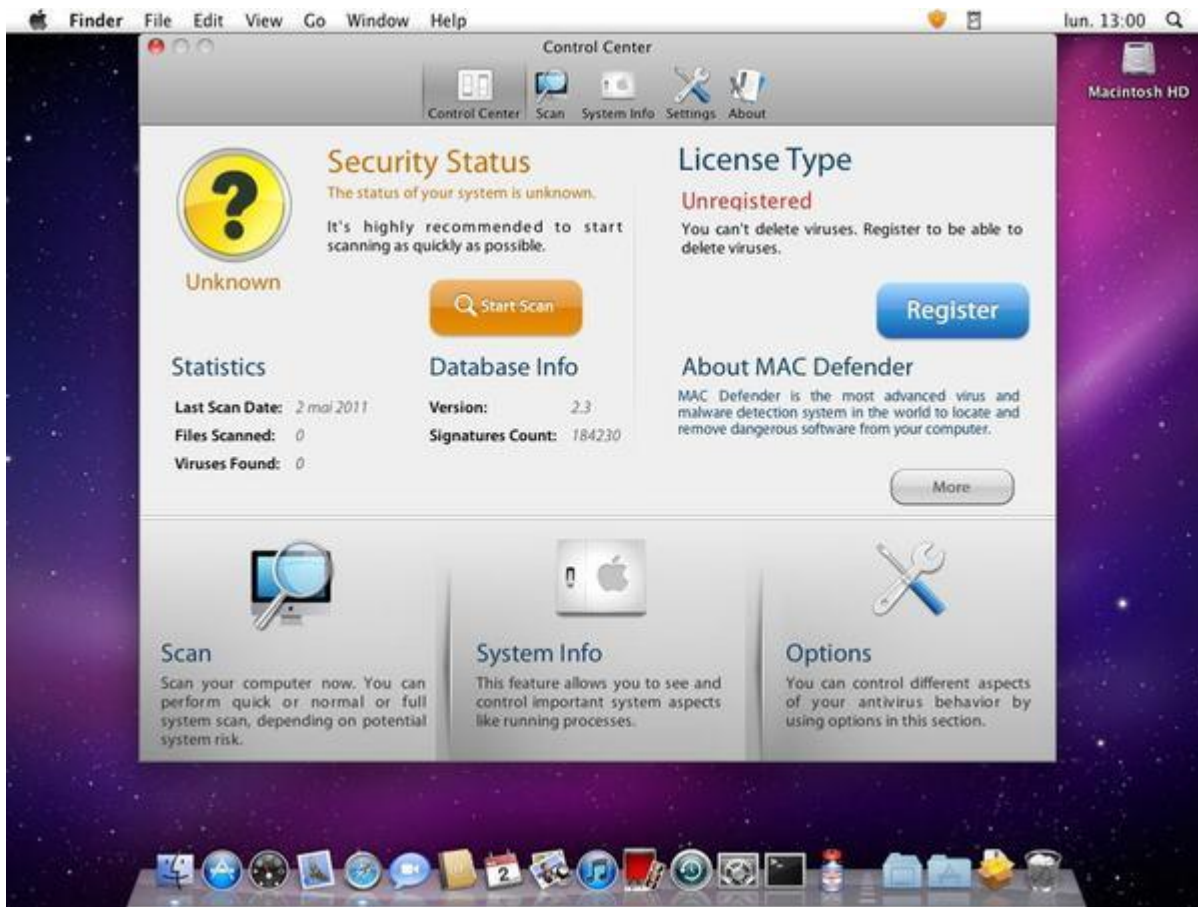 Finder File Edit View Go Window Help
lun. 13:00
Control Center
Control Center Scan System Info Settings About
Macintosh HD
Security Status
The status of your system is unknown.
It's highly recommended to start
scanning as quickly as possible.
Unknown
Start Scan
License Type
Unregistered
You can't delete viruses. Register to be able to
delete viruses.
Register
Statistics
Last Scan Date: 2 mai 2011
Files Scanned: 0
Viruses Found: 0
Database Info
Version: 2.3
Signatures Count: 184230
About MAC Defender
MAC Defender is the most advanced virus and
malware detection system in the world to locate and
remove dangerous software from your computer.
More
Scan
Scan your computer now. You can
perform quick or normal or full
system scan, depending on potential
system risk.
System Info
This feature allows you to see and
control important system aspects
like running processes.
Options
You can control different aspects
of your antivirus behavior by
using options in this section.
2